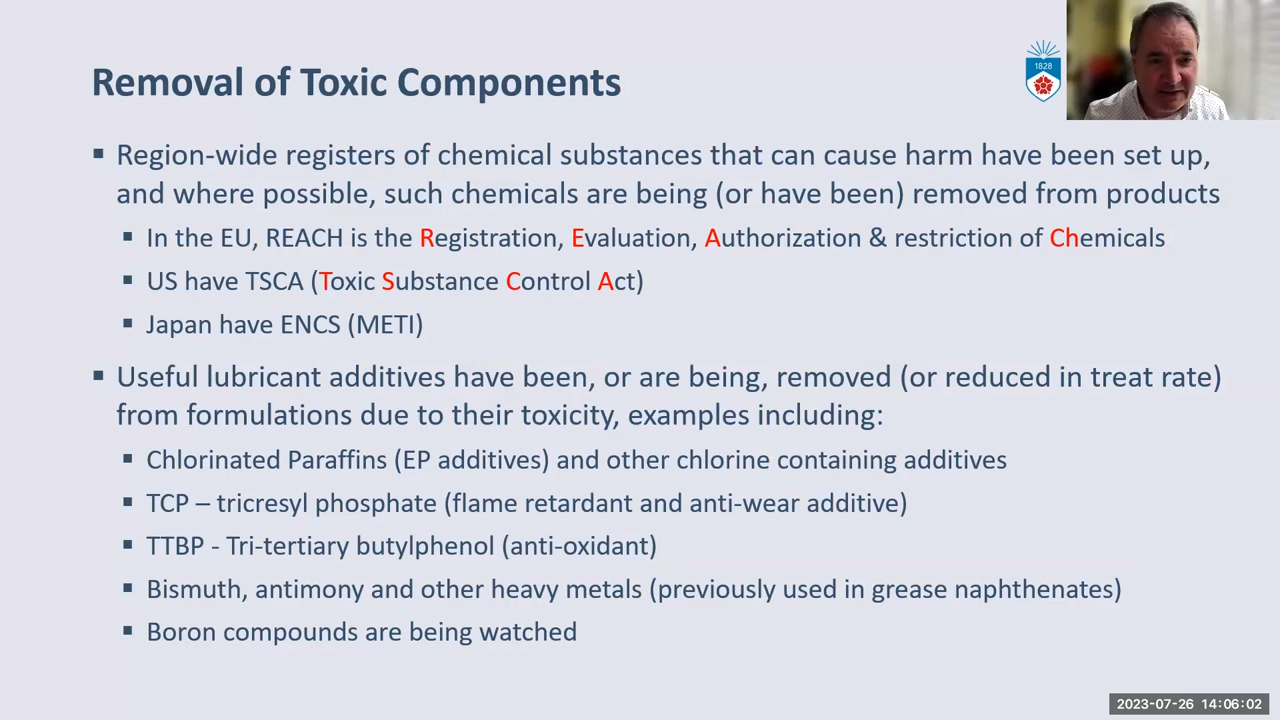 1828
Removal of Toxic Components
▪ Region-wide registers of chemical substances that can cause harm have been set up,
and where possible, such chemicals are being (or have been) removed from products
▪ In the EU, REACH is the Registration, Evaluation, Authorization & restriction of Chemicals
▪ US have TSCA (Toxic Substance Control Act)
▪ Japan have ENCS (METI)
▪ Useful lubricant additives have been, or are being, removed (or reduced in treat rate)
from formulations due to their toxicity, examples including:
▪ Chlorinated Paraffins (EP additives) and other chlorine containing additives
▪ TCP – tricresyl phosphate (flame retardant and anti-wear additive)
▪ TTBP - Tri-tertiary butylphenol (anti-oxidant)
▪ Bismuth, antimony and other heavy metals (previously used in grease naphthenates)
▪ Boron compounds are being watched
2023-07-26 14:06:02